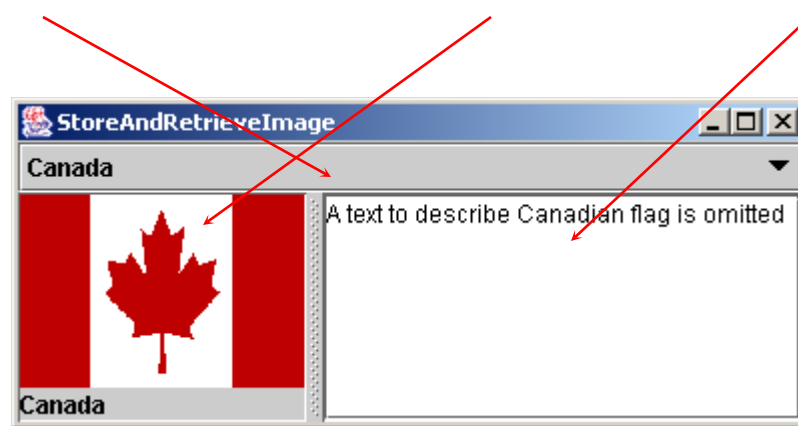 StoreAndRetrieveImage
Canada
A text to describe Canadian flag is omitted
Canada